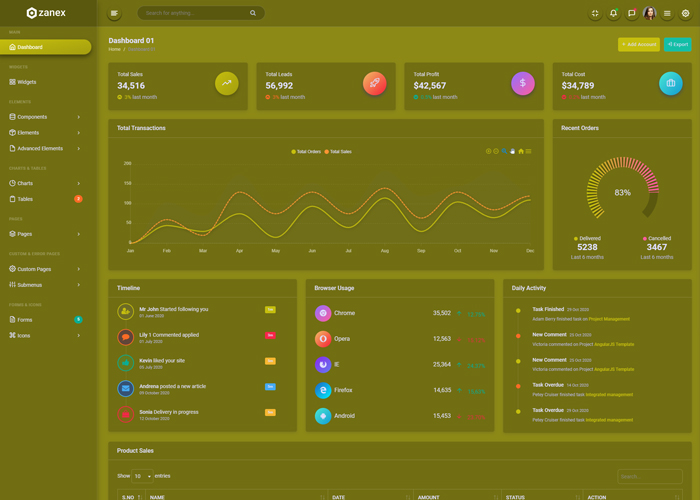 zanex
Search for anything...
MAIN
Dashboard
WIDGETS
Widgets
ELEMENTS
Components
Elements
Advanced Elements
CHARTS & TABLES
Charts
Tables
PAGES
Pages
CUSTOM & ERROR PAGES
Custom Pages
Submenus
FORMS & ICONS
Forms
Icons
Dashboard 01
Home / Dashboard 01
+ Add Account
Export
Total Sales
34,516
3% last month
Total Leads
56,992
last month
Total Profit
$42,567
last month
Total Cost
$34,789
last month
Total Transactions
Total Orders Total Sales
200
150
100
50
0
Jan Feb Mar Apr May Jun Jul Aug Sep Oct Nov Dec
Recent Orders
83%
Delivered
5238
Last 6 months
Cancelled
3467
Last 6 months
Timeline
Mr John Started following you
01 June 2020
Lily 1 Commented applied
01 July 2020
Kevin liked your site
05 July 2020
Andrena posted a new article
09 October 2020
Sonia Delivery in progress
12 October 2020
Browser Usage
Chrome 35,502
Opera 12,563
IE 25,364
Firefox 14,635
Android 15,453
Daily Activity
Task Finished 29 Oct 2020
Adam Berry finished task on Project Management
New Comment 25 Oct 2020
Victoria commented on Project AngularJS Template
New Comment 25 Oct 2020
Victoria commented on Project AngularJS Template
Task Overdue 14 Oct 2020
Petey Cruiser finished task Integrated management
Task Overdue 29 Oct 2020
Petey Cruiser finished task Integrated management
Product Sales
Show 10 entries
Search...
S.NO NAME DATE AMOUNT STATUS ACTION